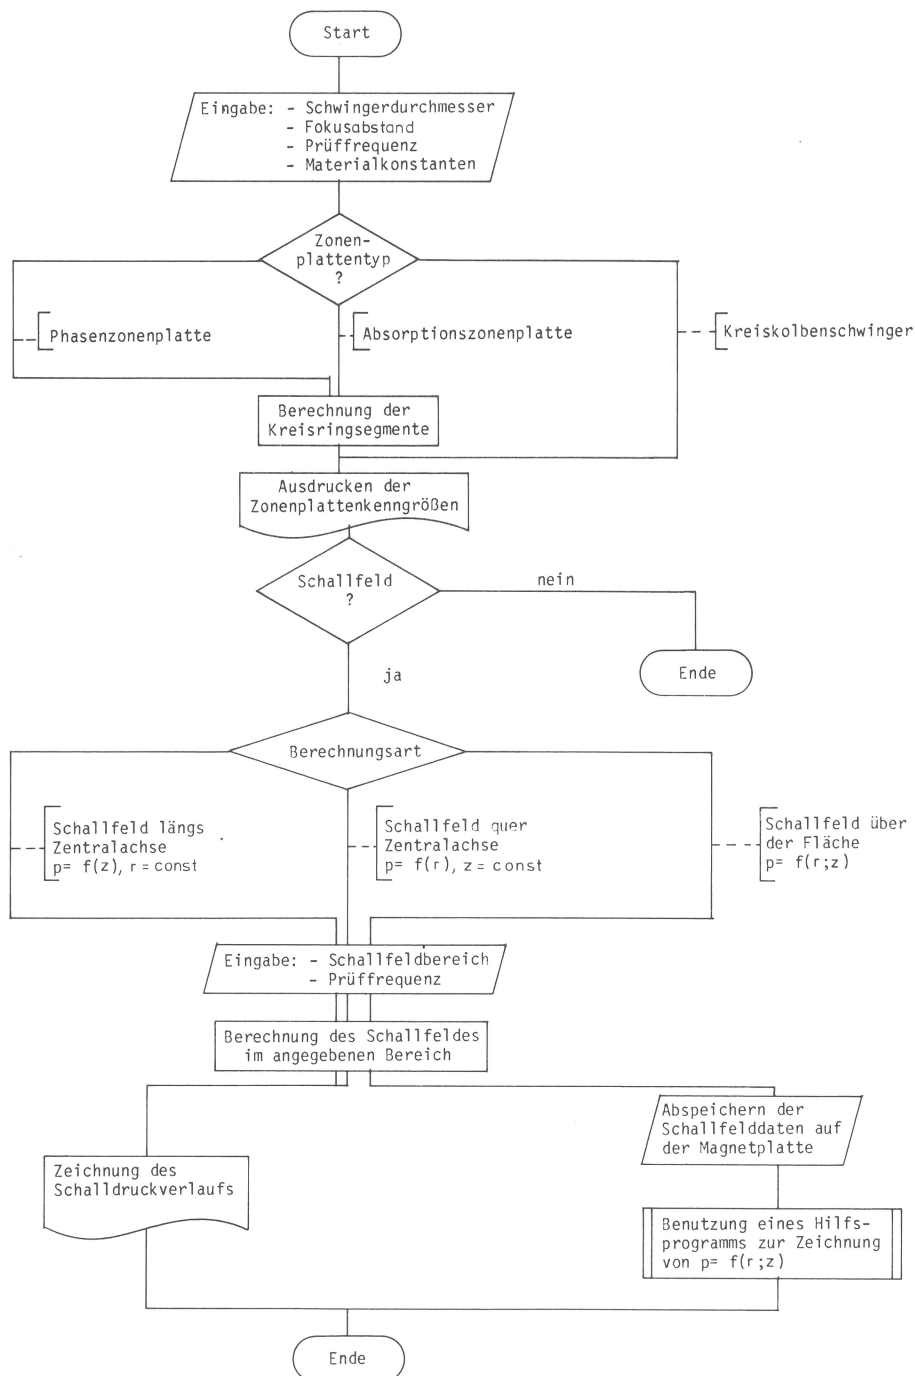 Start
Eingabe: - Schwingerdurchmesser
- Fokusabstand
- Prüffrequenz
- Materialkonstanten
Zonen-
plattentyp
?
Phasenzonenplatte
Absorptionszonenplatte
Kreiskolbenschwinger
Berechnung der
Kreisringsegmente
Ausdrucken der
Zonenplattenkenngrößen
Schallfeld
?
nein
Ende
ja
Berechnungsart
Schallfeld längs
Zentralachse
p= f(z), r = const
Schallfeld quer
Zentralachse
p= f(r), z = const
Schallfeld über
der Fläche
p= f(r;z)
Eingabe: - Schallfeldbereich
- Prüffrequenz
Berechnung des Schallfeldes
im angegebenen Bereich
Abspeichern der
Schallfelddaten auf
der Magnetplatte
Zeichnung des
Schalldruckverlaufs
Benutzung eines Hilfs-
programms zur Zeichnung
von p= f(r;z)
Ende